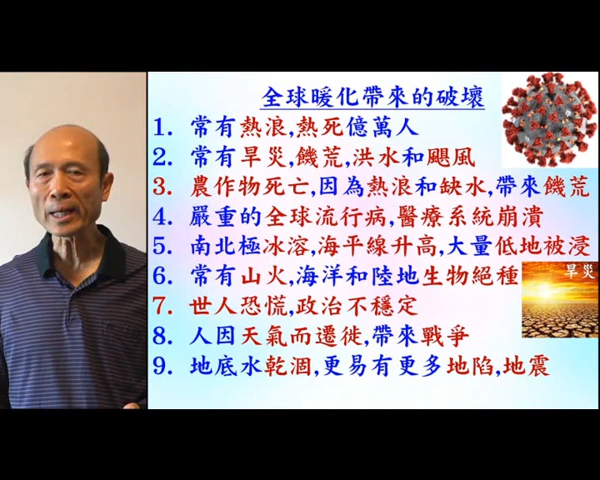 全球暖化帶來的破壞
1. 常有熱浪,熱死億萬人
2. 常有旱災,饑荒,洪水和颶風
3. 農作物死亡,因為熱浪和缺水,帶來饑荒
4. 嚴重的全球流行病,醫療系統崩潰
5. 南北極冰溶,海平線升高,大量低地被浸
6. 常有山火,海洋和陸地生物絕種
旱災
7. 世人恐慌,政治不穩定
8. 人因天氣而遷徙,帶來戰爭
9. 地底水乾涸,更易有更多地陷,地震